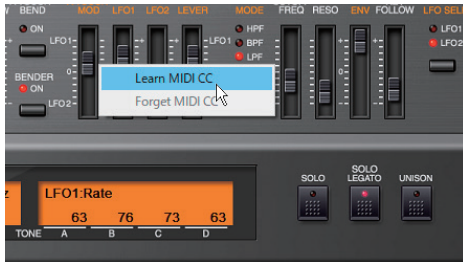 BEND MOD LFO1 LFO2 LEVER MODE FREQ RESO ENV FOLLOW LFO SEL
ON
LFO1
LFO1
HPF
BPF
LPF
LFO1
LFO2
BENDER
ON
LFO2
Learn MIDI CC
Forget MIDI CC
LFO1:Rate
63 76 73 63
TONE A B C D
SOLO
SOLO
LEGATO
UNISON